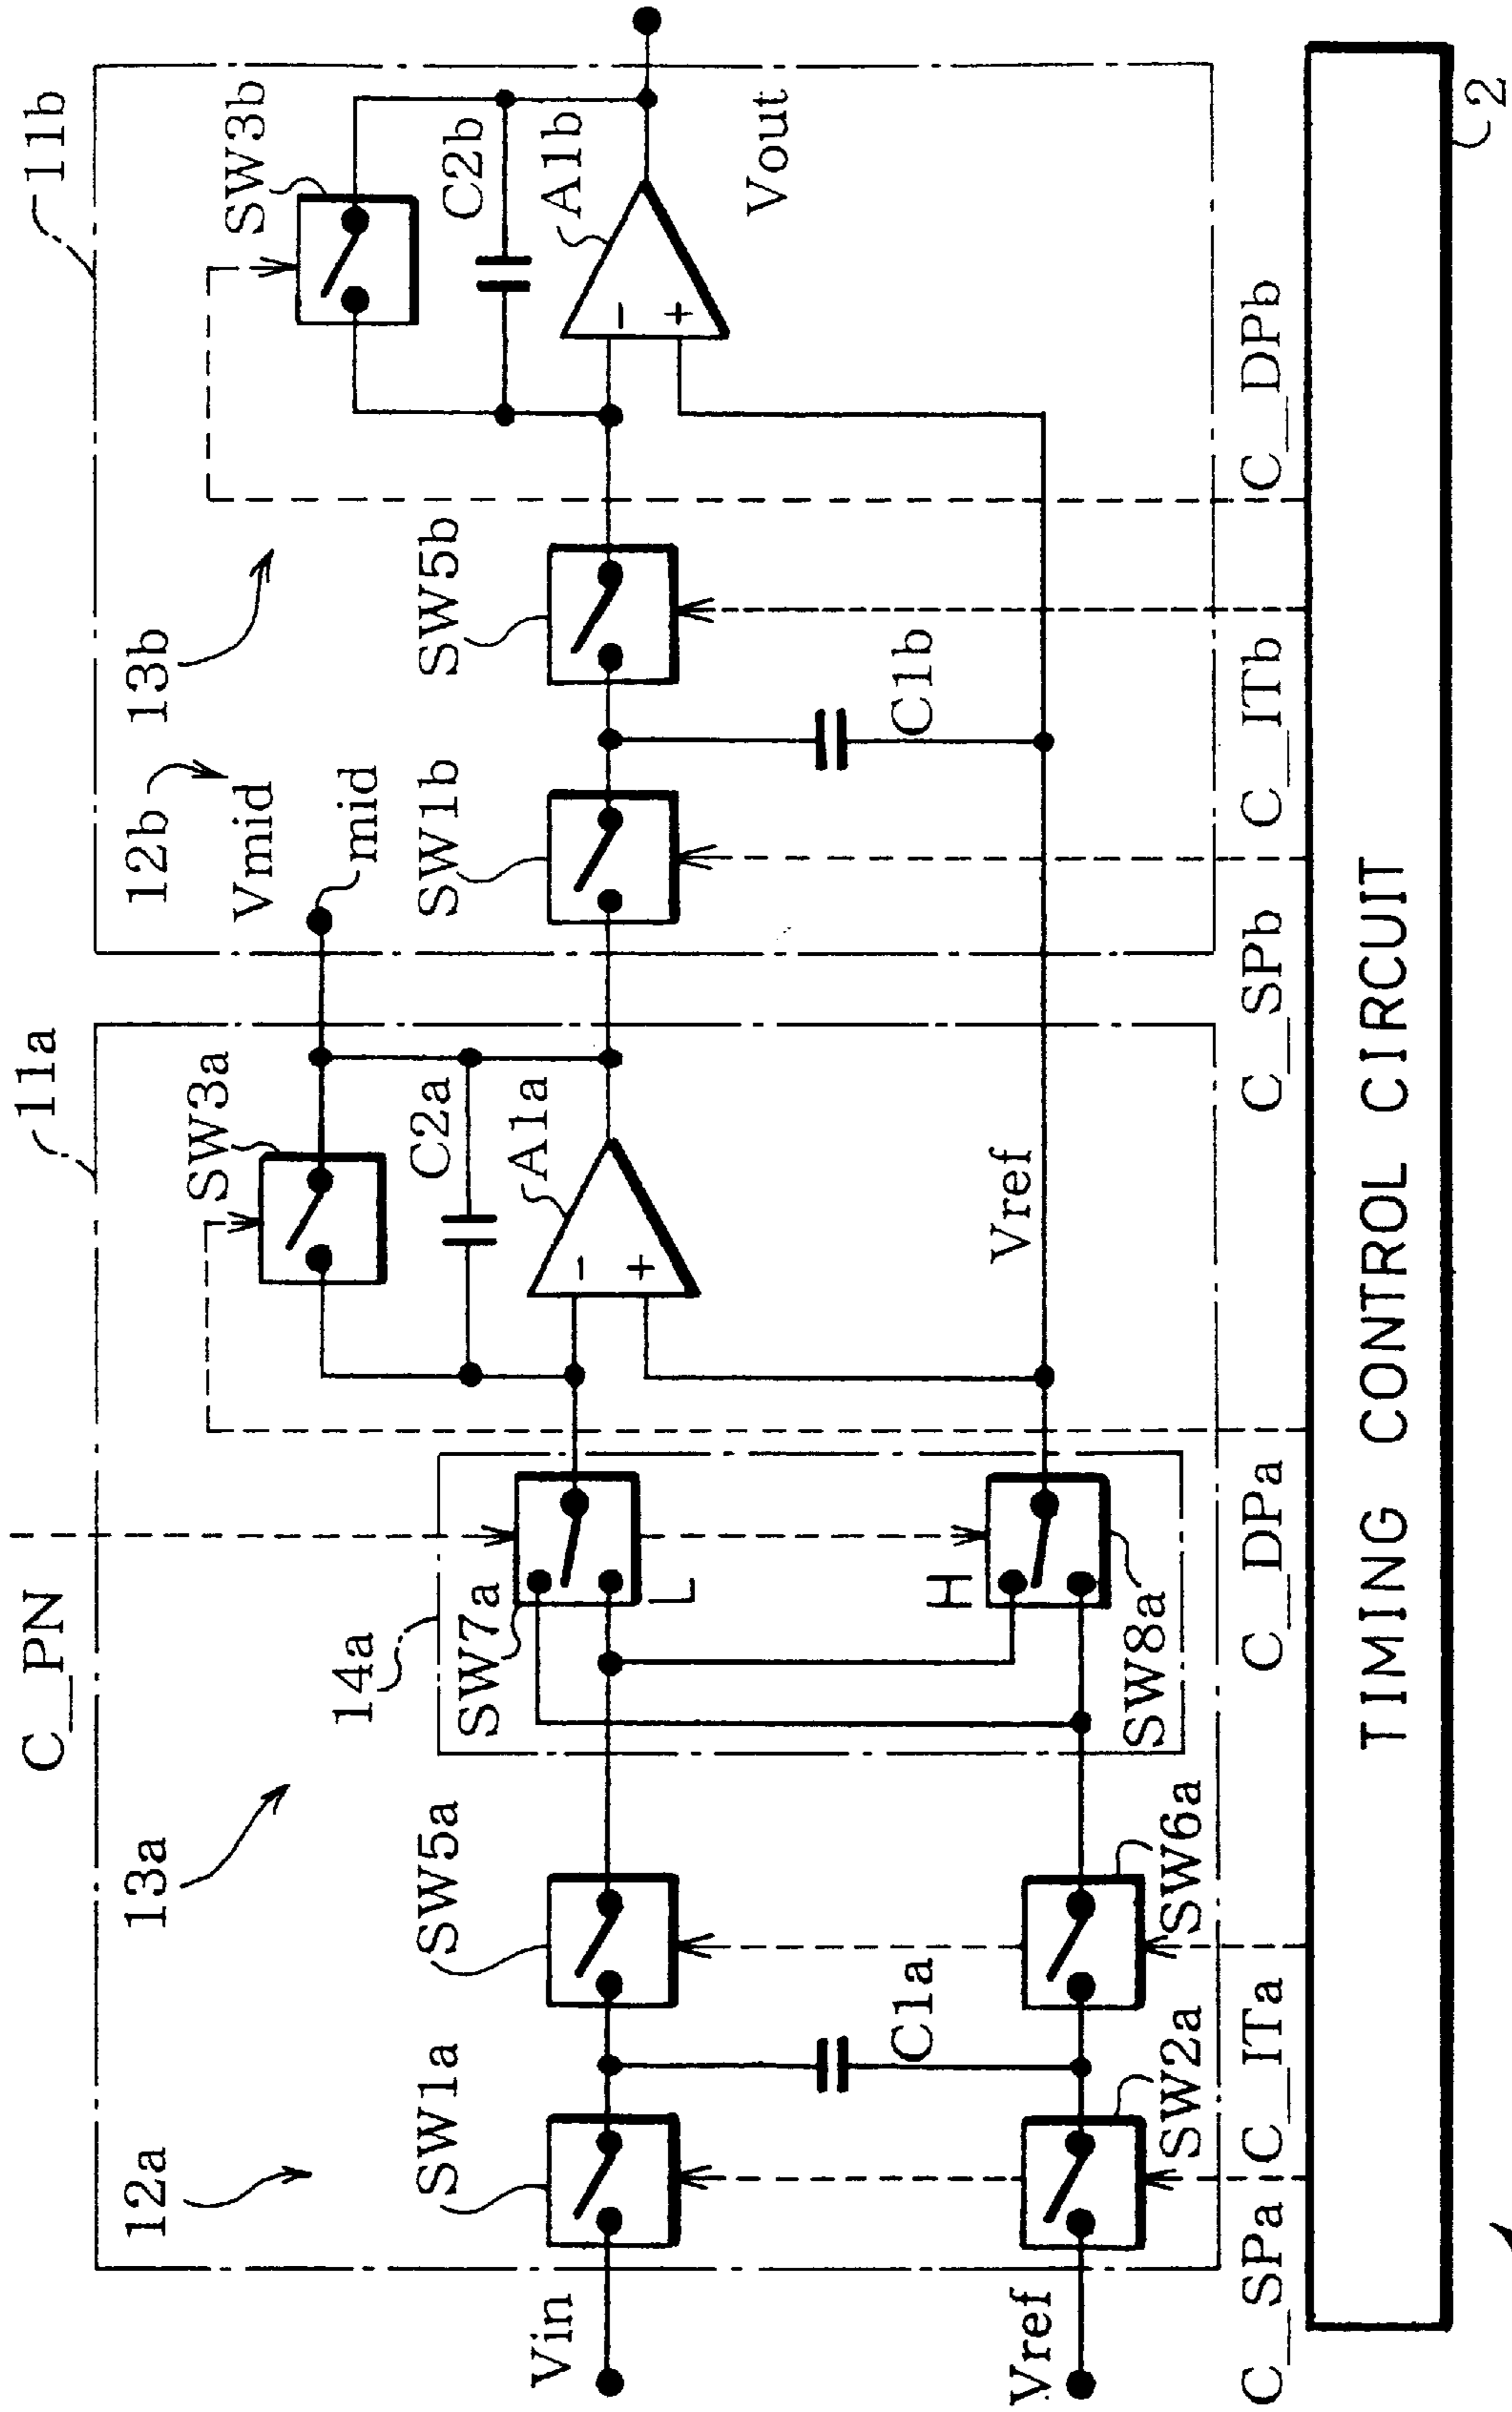 C_PN
11a
11b
12a
13a
14a
SW3a
C2a
A1a
Vmid
mid
12b
13b
SW3b
C2b
A1b
Vout
SW1a
SW5a
SW7a
L
H
SW8a
SW1b
SW5b
C1a
C1b
Vin
Vref
Vref
SW2a
SW6a
C_SPa
C_ITa
C_DPa
C_SPb
C_ITb
C_DPb
TIMING CONTROL CIRCUIT
2
-
+
-
+